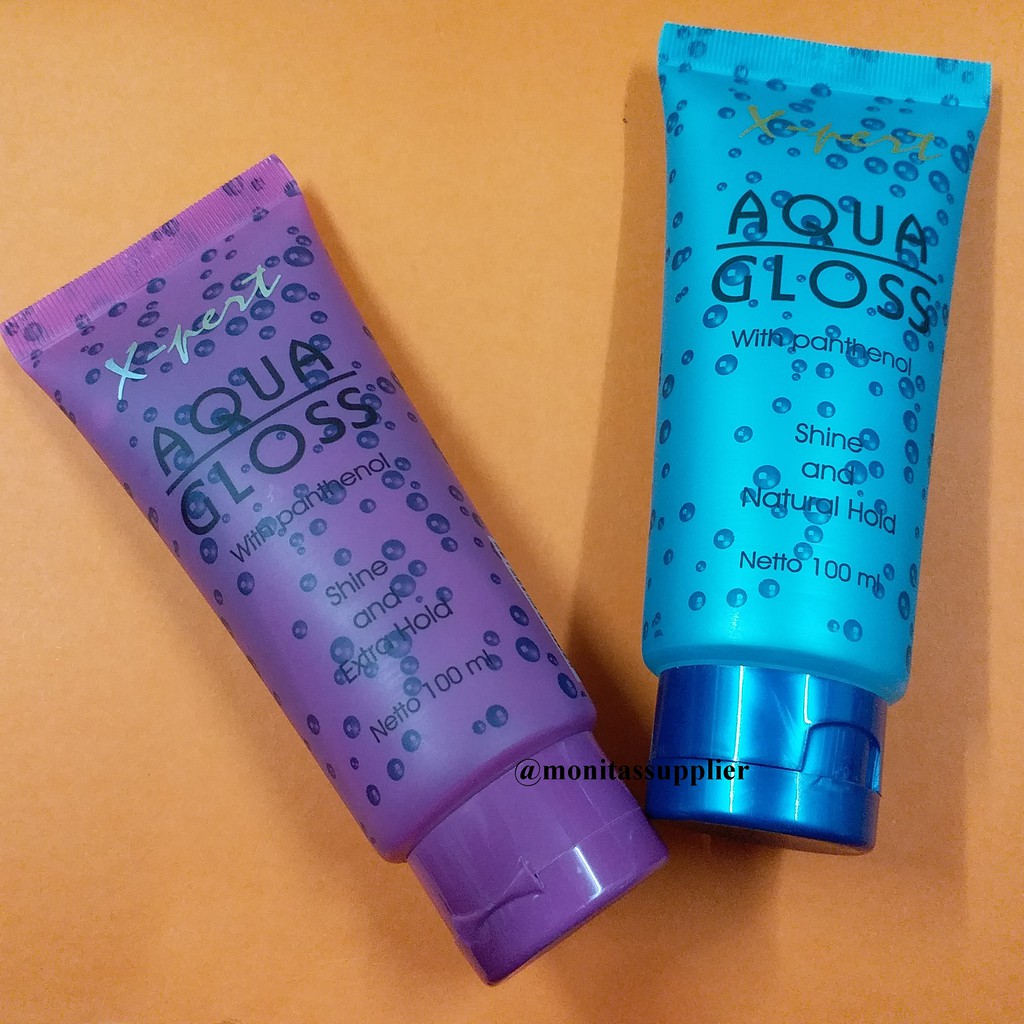 X-pert
AQUA
GLOSS
With panthenol
Shine
and
Extra Hold
Netto 100 ml
X-pert
AQUA
GLOSS
With panthenol
Shine
and
Natural Hold
Netto 100 ml
@monitassupplier